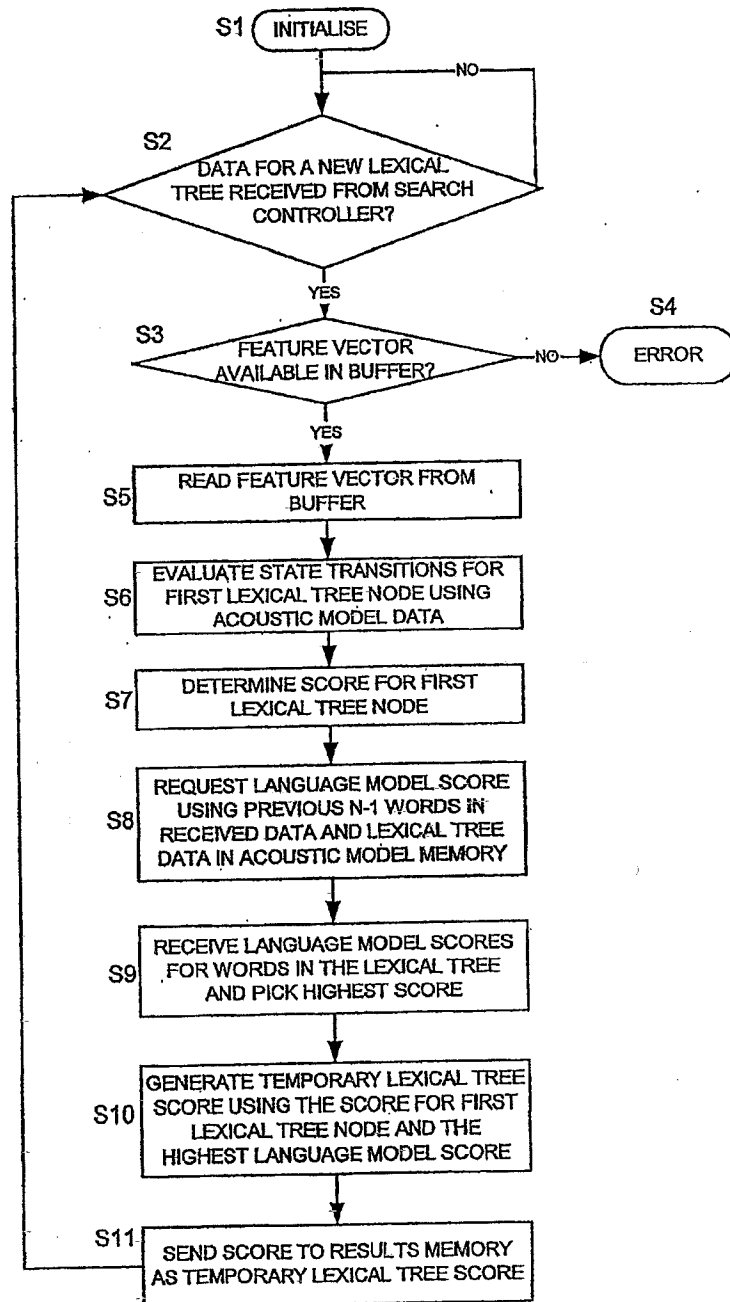 S1 INITIALISE
NO
S2
DATA FOR A NEW LEXICAL
TREE RECEIVED FROM SEARCH
CONTROLLER?
YES
S3
FEATURE VECTOR
AVAILABLE IN BUFFER?
NO
S4
ERROR
YES
S5
READ FEATURE VECTOR FROM
BUFFER
S6
EVALUATE STATE TRANSITIONS FOR
FIRST LEXICAL TREE NODE USING
ACOUSTIC MODEL DATA
S7
DETERMINE SCORE FOR FIRST
LEXICAL TREE NODE
S8
REQUEST LANGUAGE MODEL SCORE
USING PREVIOUS N-1 WORDS IN
RECEIVED DATA AND LEXICAL TREE
DATA IN ACOUSTIC MODEL MEMORY
S9
RECEIVE LANGUAGE MODEL SCORES
FOR WORDS IN THE LEXICAL TREE
AND PICK HIGHEST SCORE
S10
GENERATE TEMPORARY LEXICAL TREE
SCORE USING THE SCORE FOR FIRST
LEXICAL TREE NODE AND THE
HIGHEST LANGUAGE MODEL SCORE
S11
SEND SCORE TO RESULTS MEMORY
AS TEMPORARY LEXICAL TREE SCORE